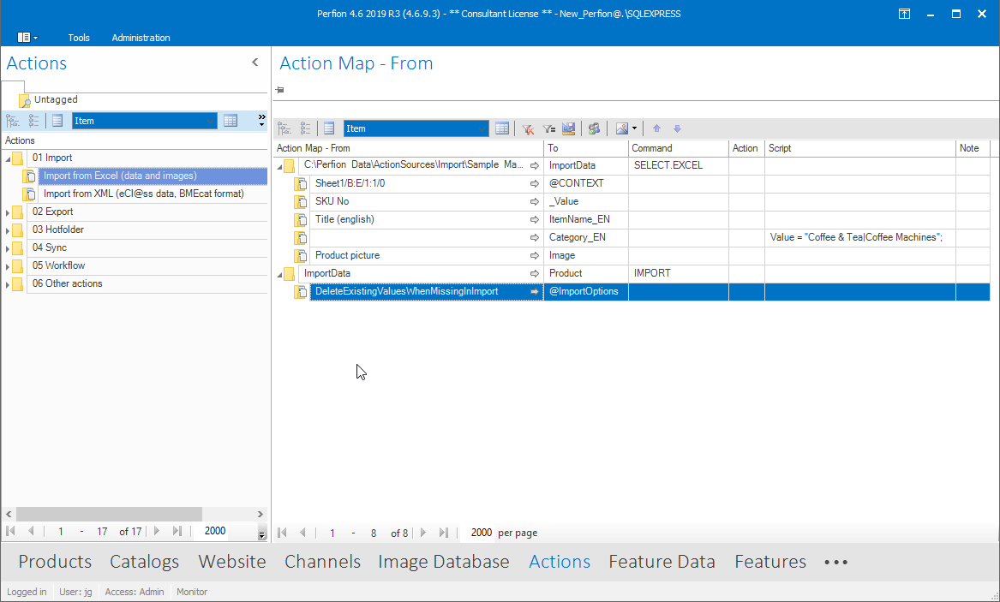 Perfion 4.6 2019 R3 (4.6.9.3) - ** Consultant License ** - New_Perfion@.\SQLEXPRESS
Tools Administration
Actions
Untagged
Item
Actions
01 Import
Import from Excel (data and images)
Import from XML (eCl@ss data, BMEcat format)
02 Export
03 Hotfolder
04 Sync
05 Workflow
06 Other actions
1 - 17 of 17 2000
Action Map - From
Item
Action Map - From To Command Action Script Note
C:\Perfion Data\ActionSources\Import\Sample Ma... ImportData SELECT.EXCEL
Sheet1/B:E/1:1/0 @CONTEXT
SKU No _Value
Title (english) ItemName_EN
Category_EN Value = "Coffee & Tea|Coffee Machines";
Product picture Image
ImportData Product IMPORT
DeleteExistingValuesWhenMissingInImport @ImportOptions
1 - 8 of 8 2000 per page
Products Catalogs Website Channels Image Database Actions Feature Data Features
Logged in User: jg Access: Admin Monitor